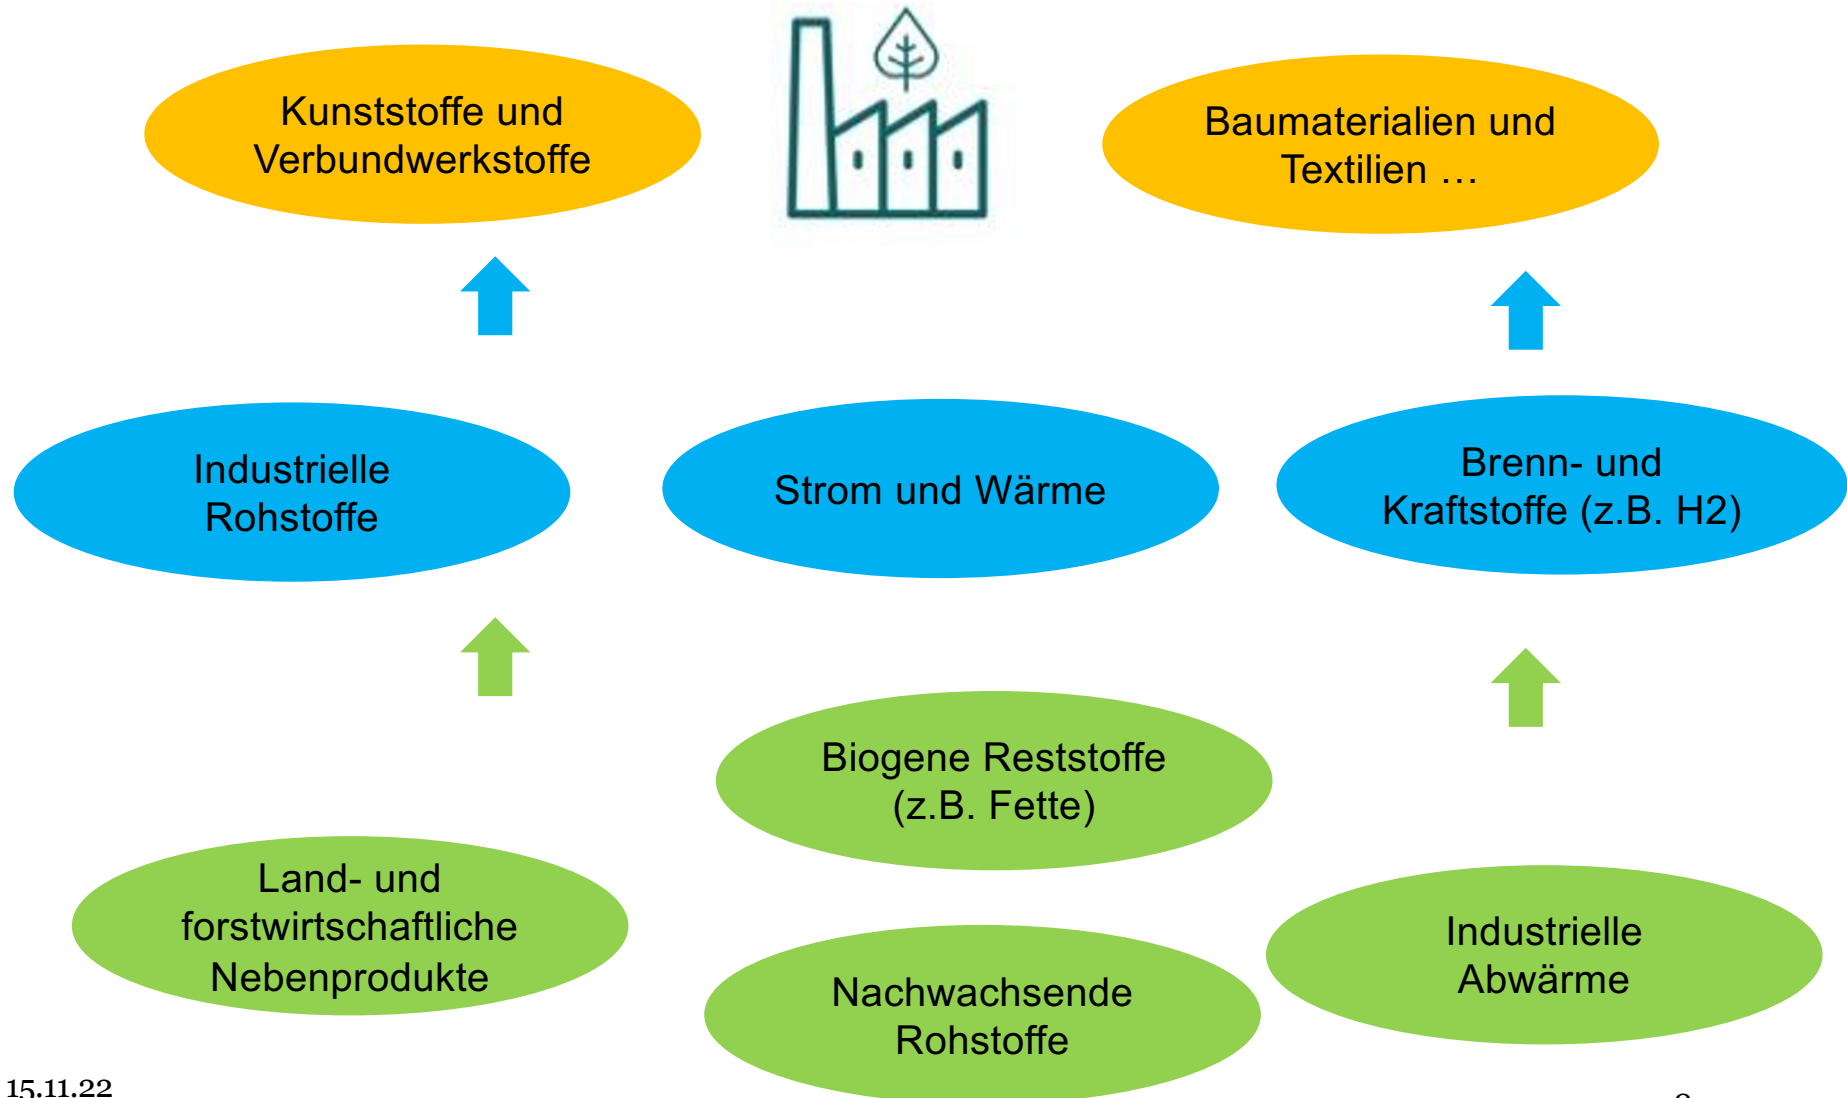 Kunststoffe und
Verbundwerkstoffe
Baumaterialien und
Textilien …
Industrielle
Rohstoffe
Strom und Wärme
Brenn- und
Kraftstoffe (z.B. H2)
Biogene Reststoffe
(z.B. Fette)
Land- und
forstwirtschaftliche
Nebenprodukte
Nachwachsende
Rohstoffe
Industrielle
Abwärme
15.11.22